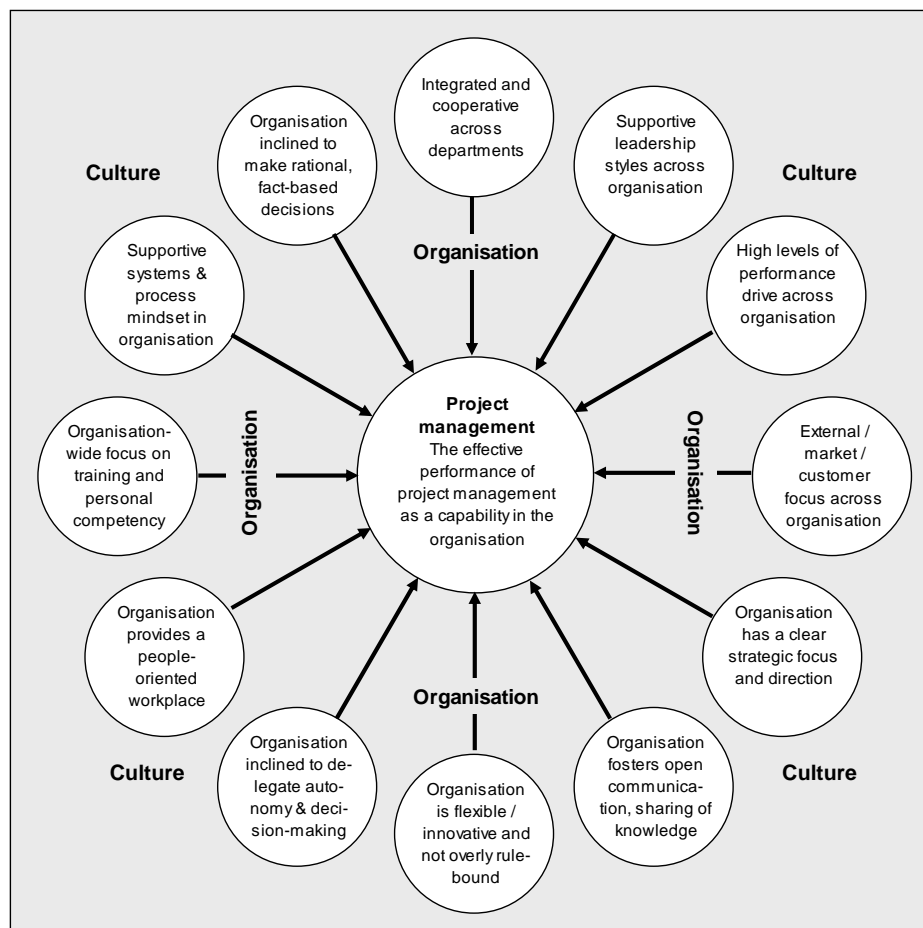 Integrated and
cooperative
across
departments
Organisation
inclined to
make rational,
fact-based
decisions
Supportive
leadership
styles across
organisation
Culture
Culture
Supportive
systems &
process
mindset in
organisation
Organisation
High levels of
performance
drive across
organisation
Project
management
The effective
performance of
project management
as a capability in the
organisation
Organisation-
wide focus on
training and
personal
competency
Organisation
Organisation
External /
market /
customer
focus across
organisation
Organisation
provides a
people-
oriented
workplace
Organisation
has a clear
strategic focus
and direction
Organisation
Culture
Culture
Organisation
inclined to de-
legate autonomy
& decision-making
Organisation
is flexible /
innovative and
not overly rule-
bound
Organisation
fosters open
communica-
tion, sharing of
knowledge